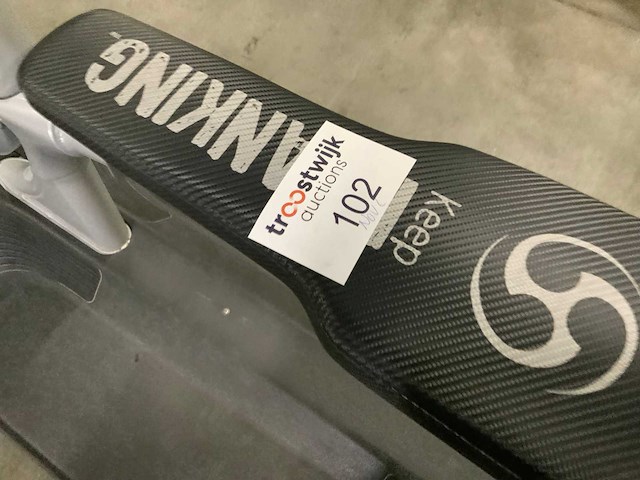 Keep
ANKING
troostwijk
auctions
102